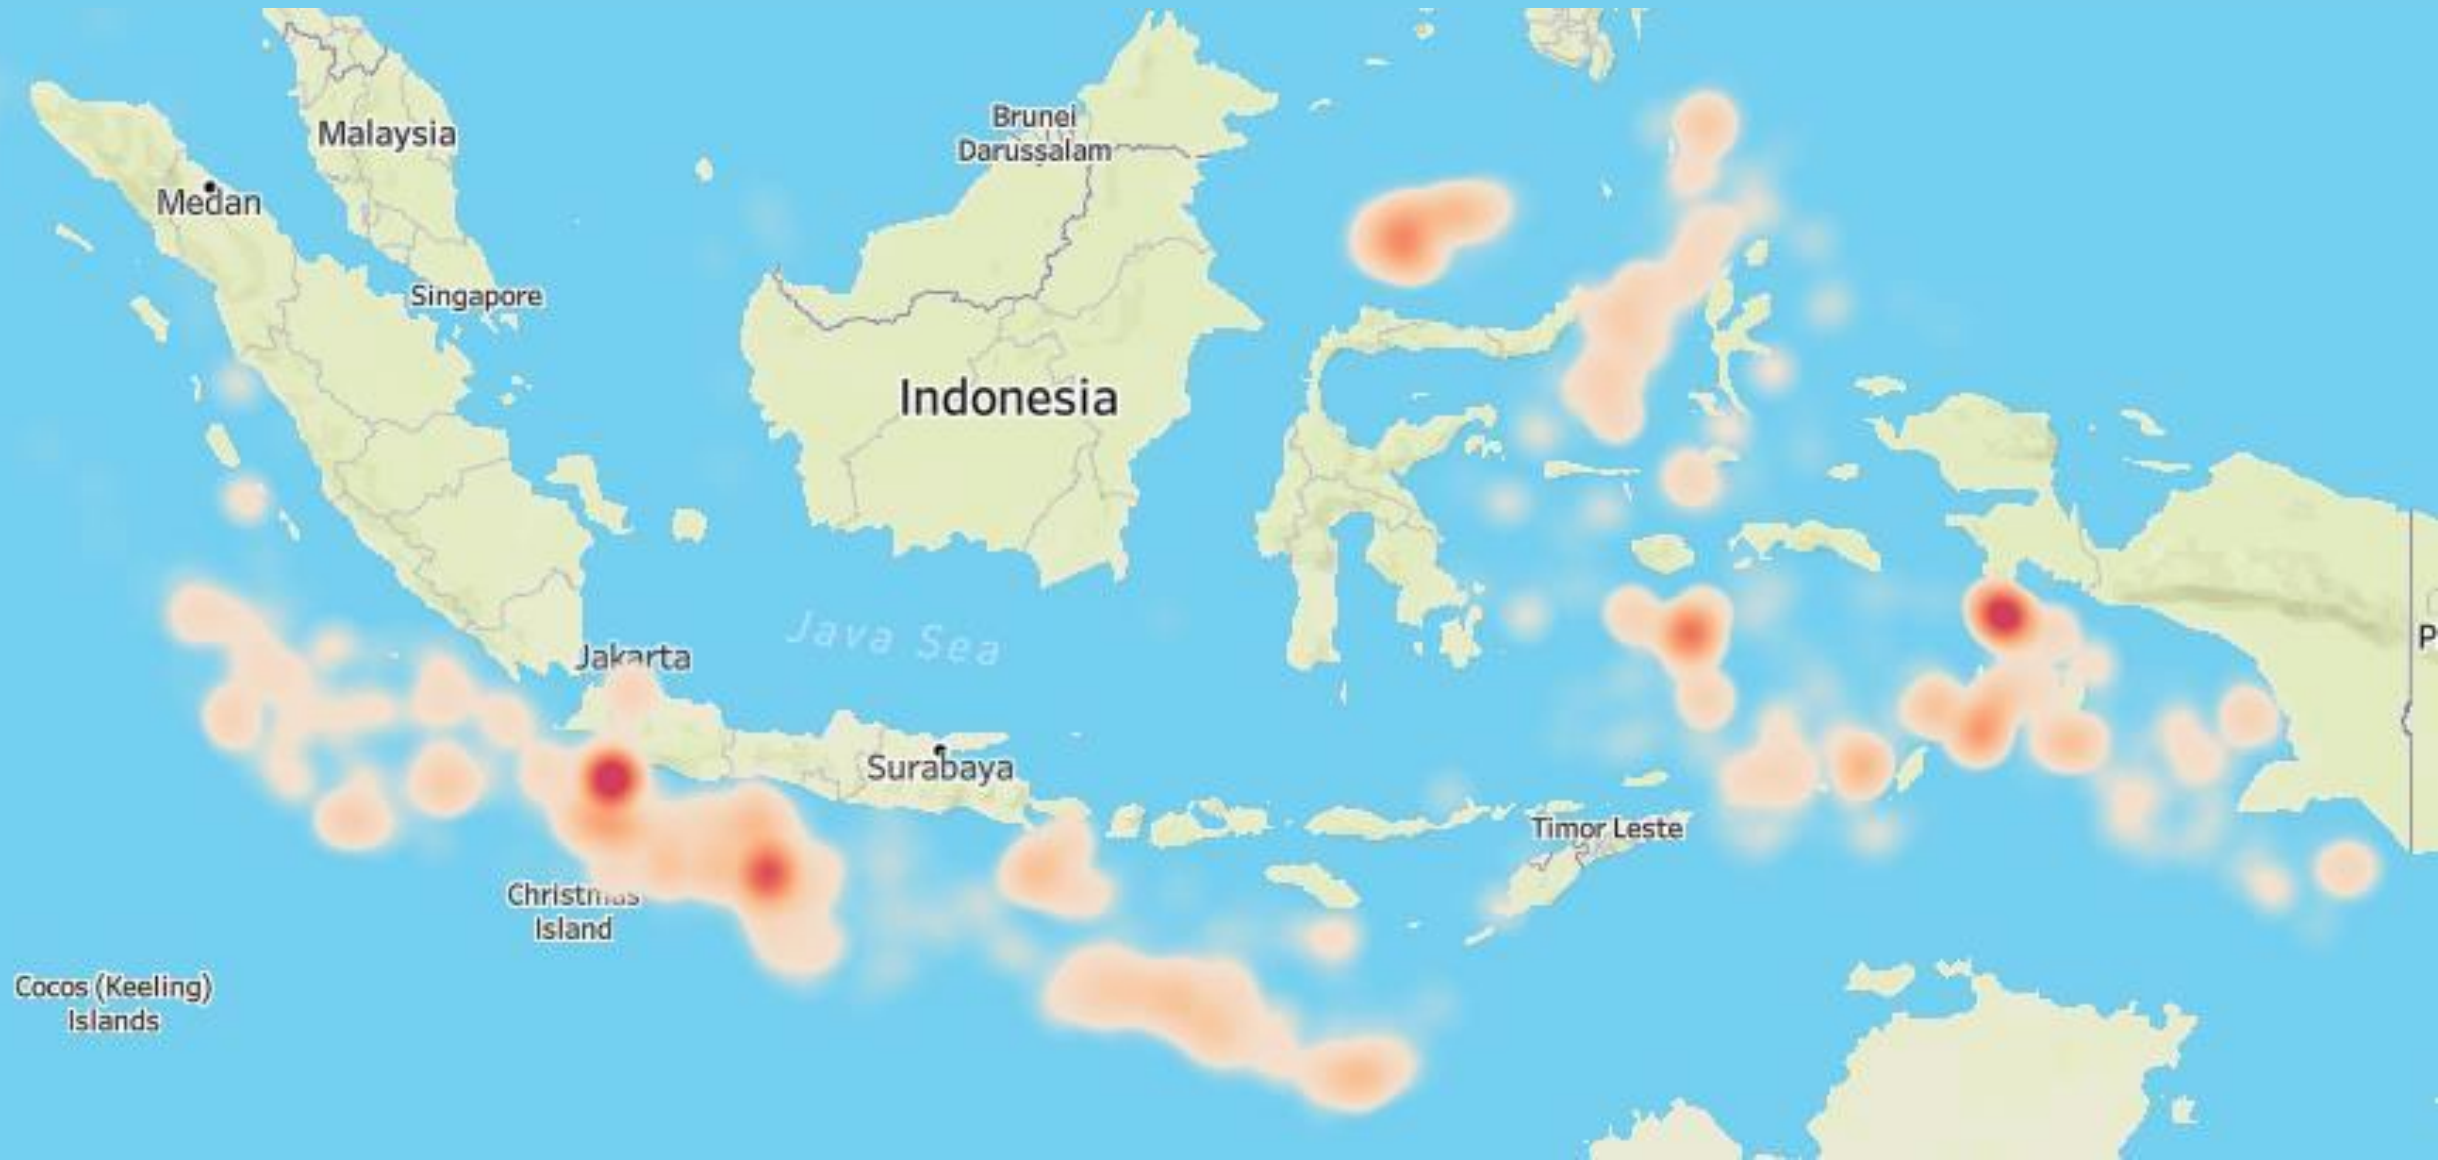 Brunei
Darussalam
Malaysia
Medan
Singapore
Indonesia
Java Sea
Jakarta
Surabaya
Timor Leste
Christmas
Island
Cocos (Keeling)
Islands
P